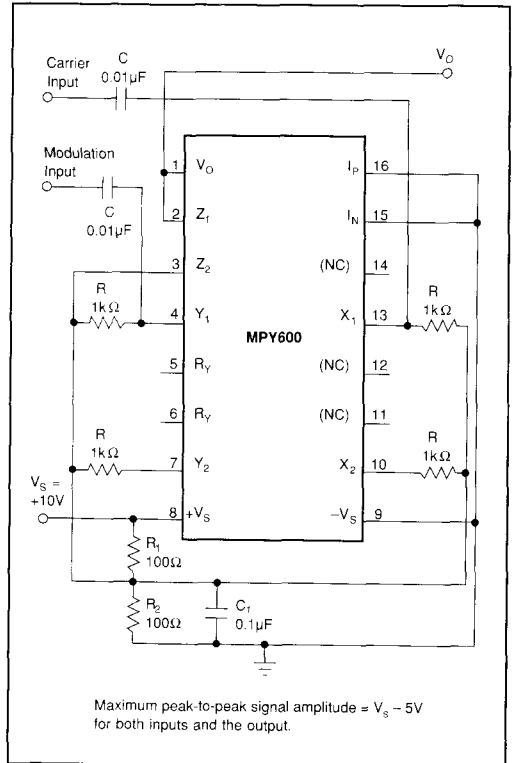 Carrier
Input
C
0.01µF
V_O
Modulation
Input
C
0.01µF
1 V_O
I_P 16
2 Z_1
I_N 15
3 Z_2
(NC) 14
R
1kΩ
4 Y_1
X_1 13
R
1kΩ
MPY600
5 R_Y
(NC) 12
6 R_Y
(NC) 11
R
1kΩ
7 Y_2
X_2 10
R
1kΩ
V_S =
+10V
8 +V_S
−V_S 9
R_1
100Ω
R_2
100Ω
C_1
0.1µF
Maximum peak-to-peak signal amplitude = V_S − 5V
for both inputs and the output.